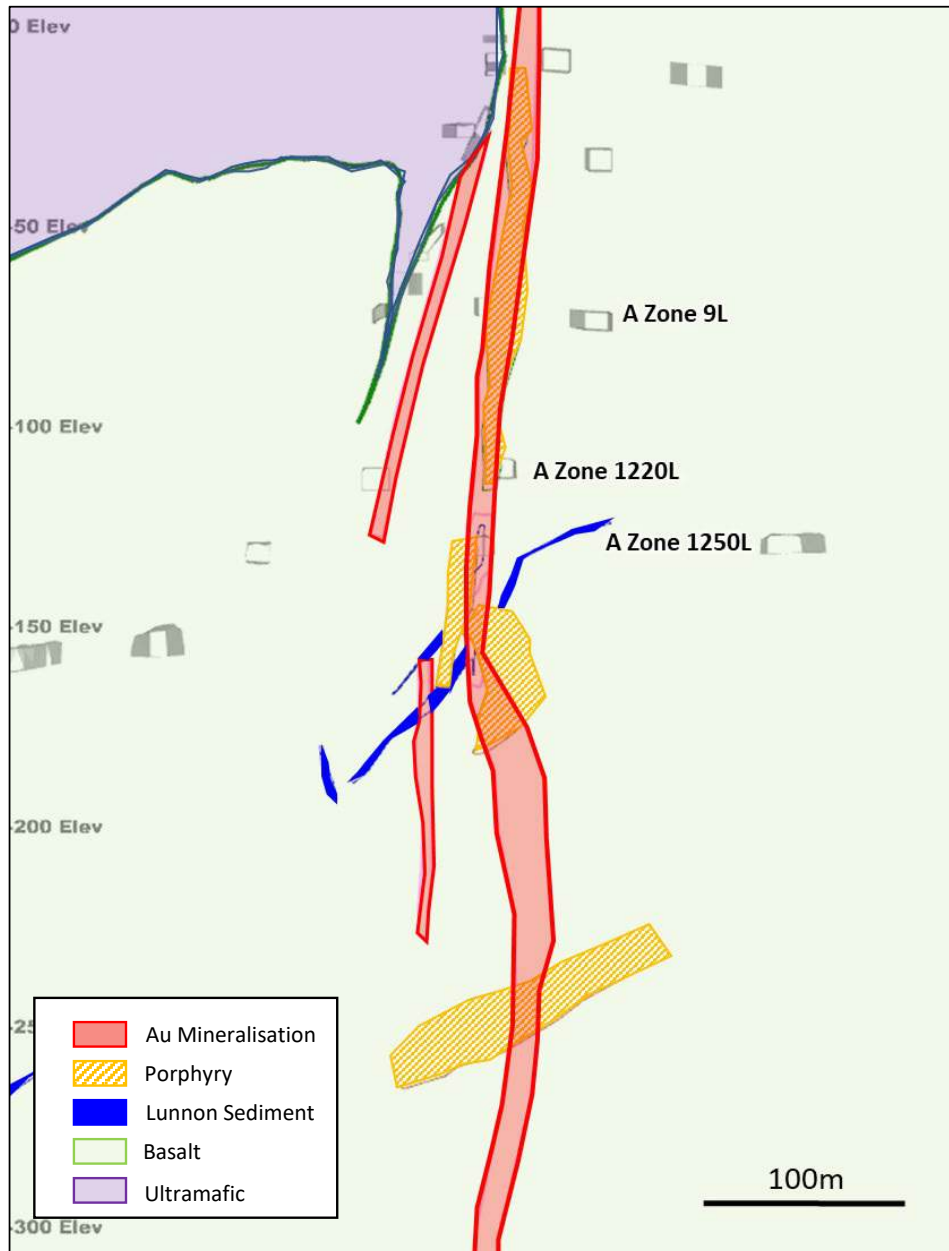 0 Elev
-50 Elev
A Zone 9L
-100 Elev
A Zone 1220L
A Zone 1250L
-150 Elev
-200 Elev
-25
Au Mineralisation
Porphyry
Lunnon Sediment
Basalt
Ultramafic
100m
-300 Elev